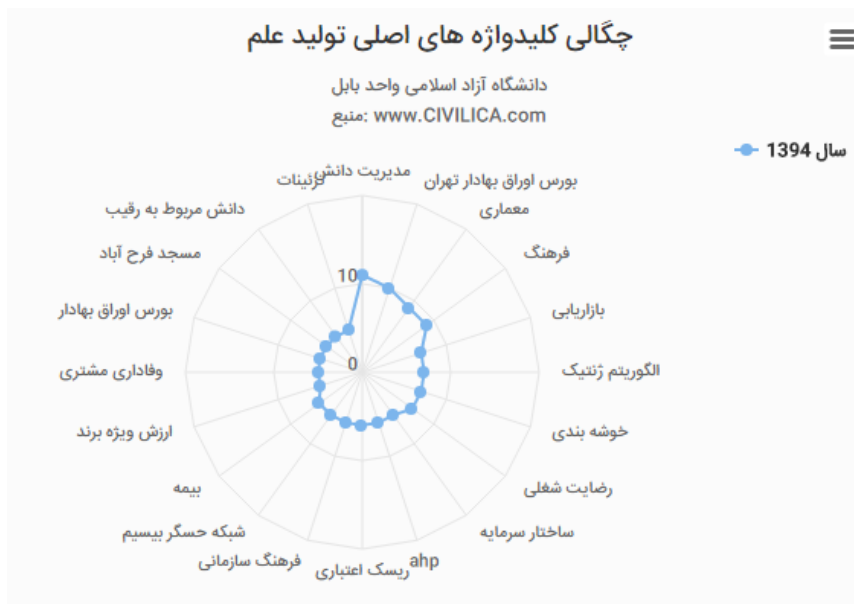 چگالی کلیدواژه های اصلی تولید علم
دانشگاه آزاد اسلامی واحد بابل
منبع: www.CIVILICA.com
سال 1394
مدیریت دانش
بورس اوراق بهادار تهران
معماری
فرهنگ
بازاریابی
الگوریتم ژنتیک
خوشه بندی
رضایت شغلی
ساختار سرمایه
ahp
ریسک اعتباری
فرهنگ سازمانی
شبکه حسگر بیسیم
بیمه
ارزش ویژه برند
وفاداری مشتری
بورس اوراق بهادار
مسجد فرح آباد
دانش مربوط به رقیب
تزئینات
10
0